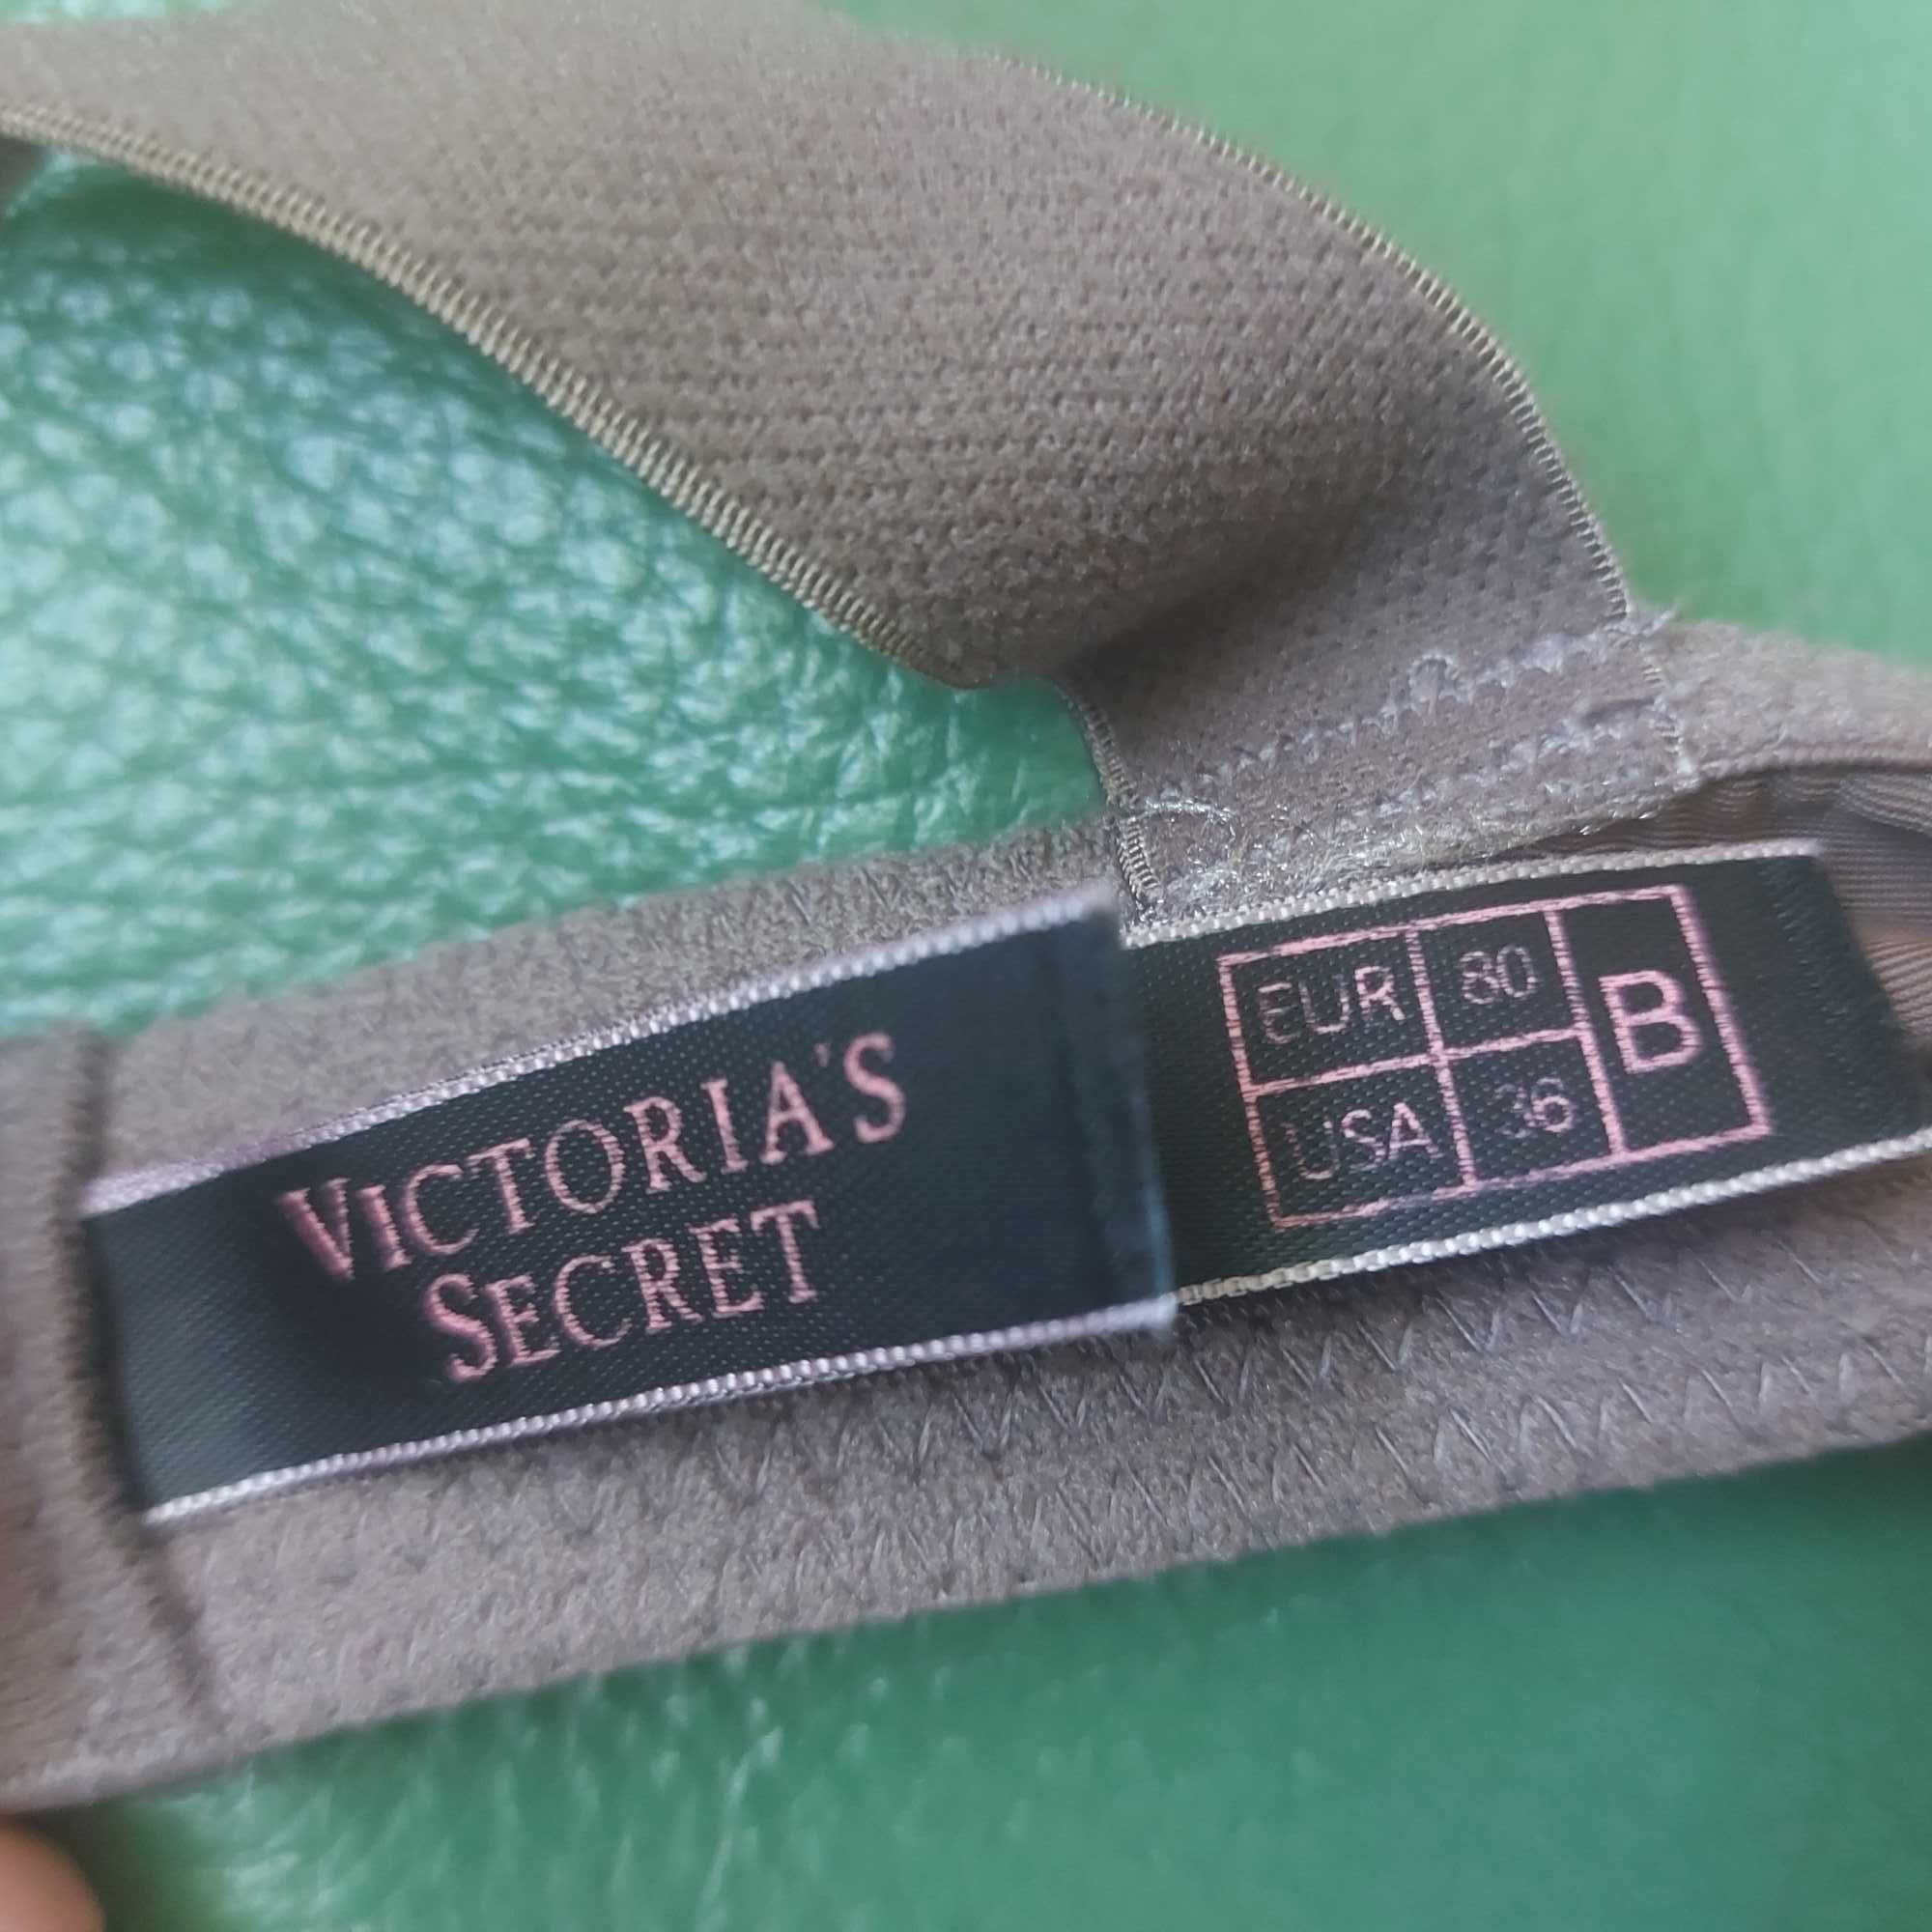 VICTORIA'S
SECRET
EUR 80 B
USA 36